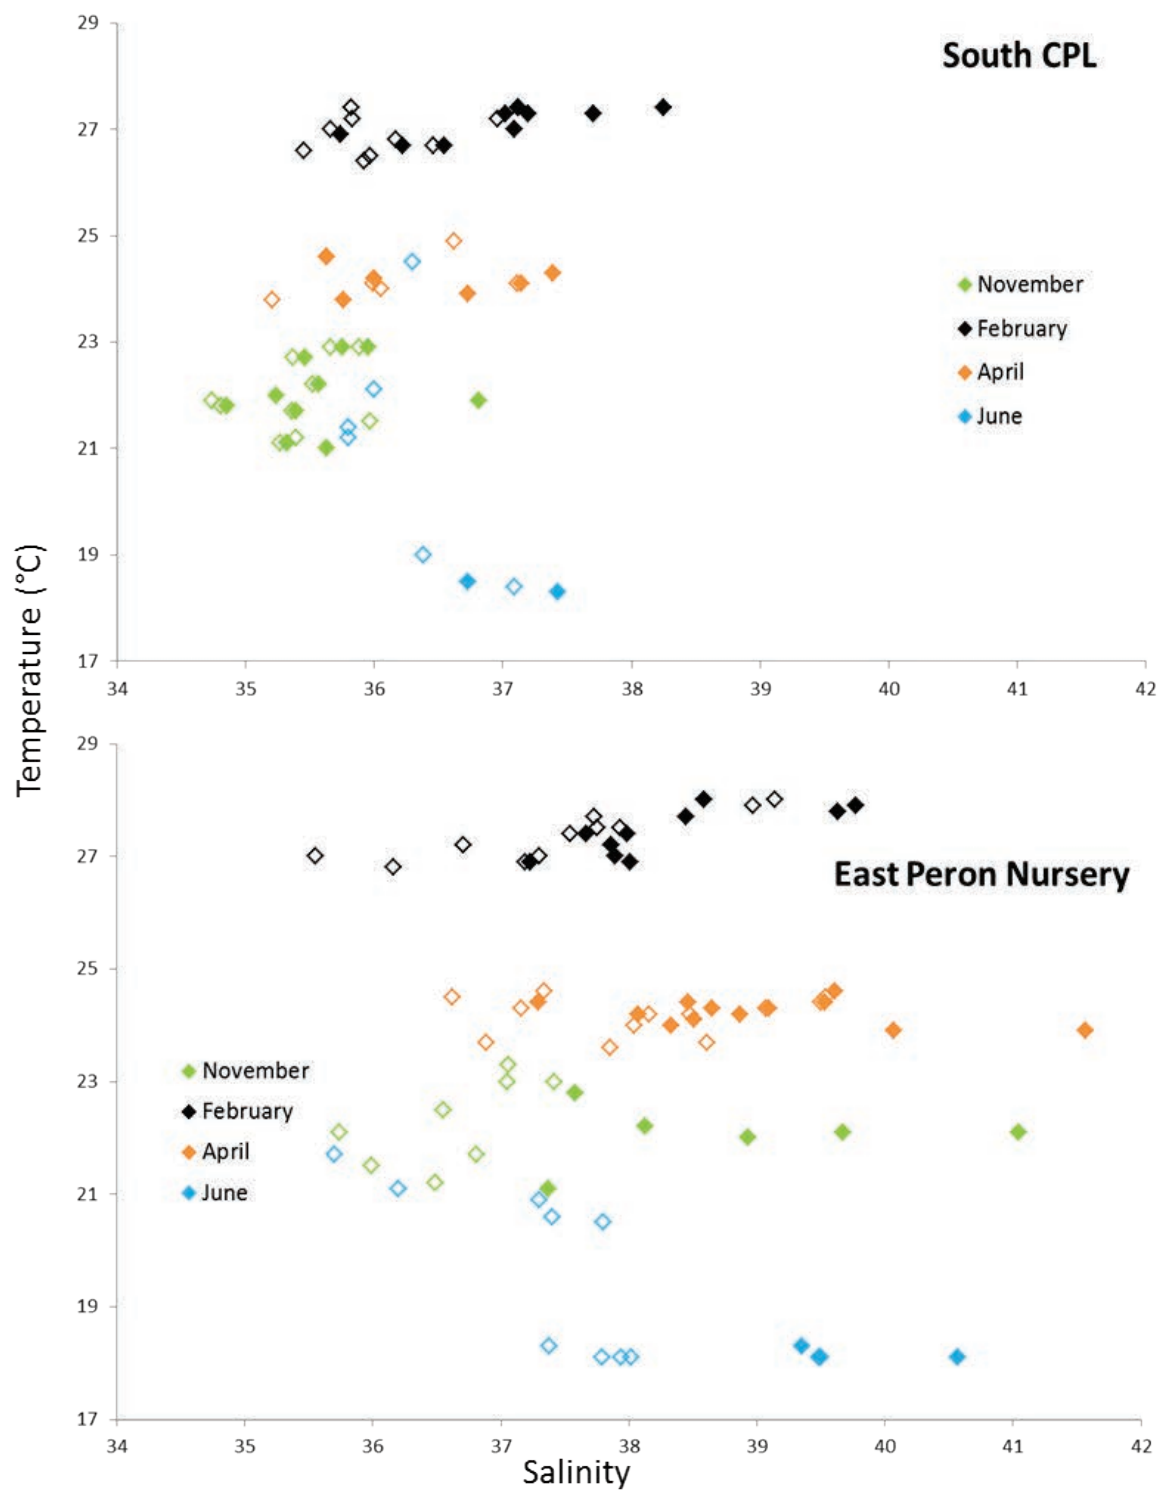 29
South CPL
27
25
November
February
23
April
June
21
19
17
34
35
36
37
38
39
40
41
42
Temperature (°C)
29
27
East Peron Nursery
25
November
23
February
April
June
21
19
17
34
35
36
37
38
39
40
41
42
Salinity